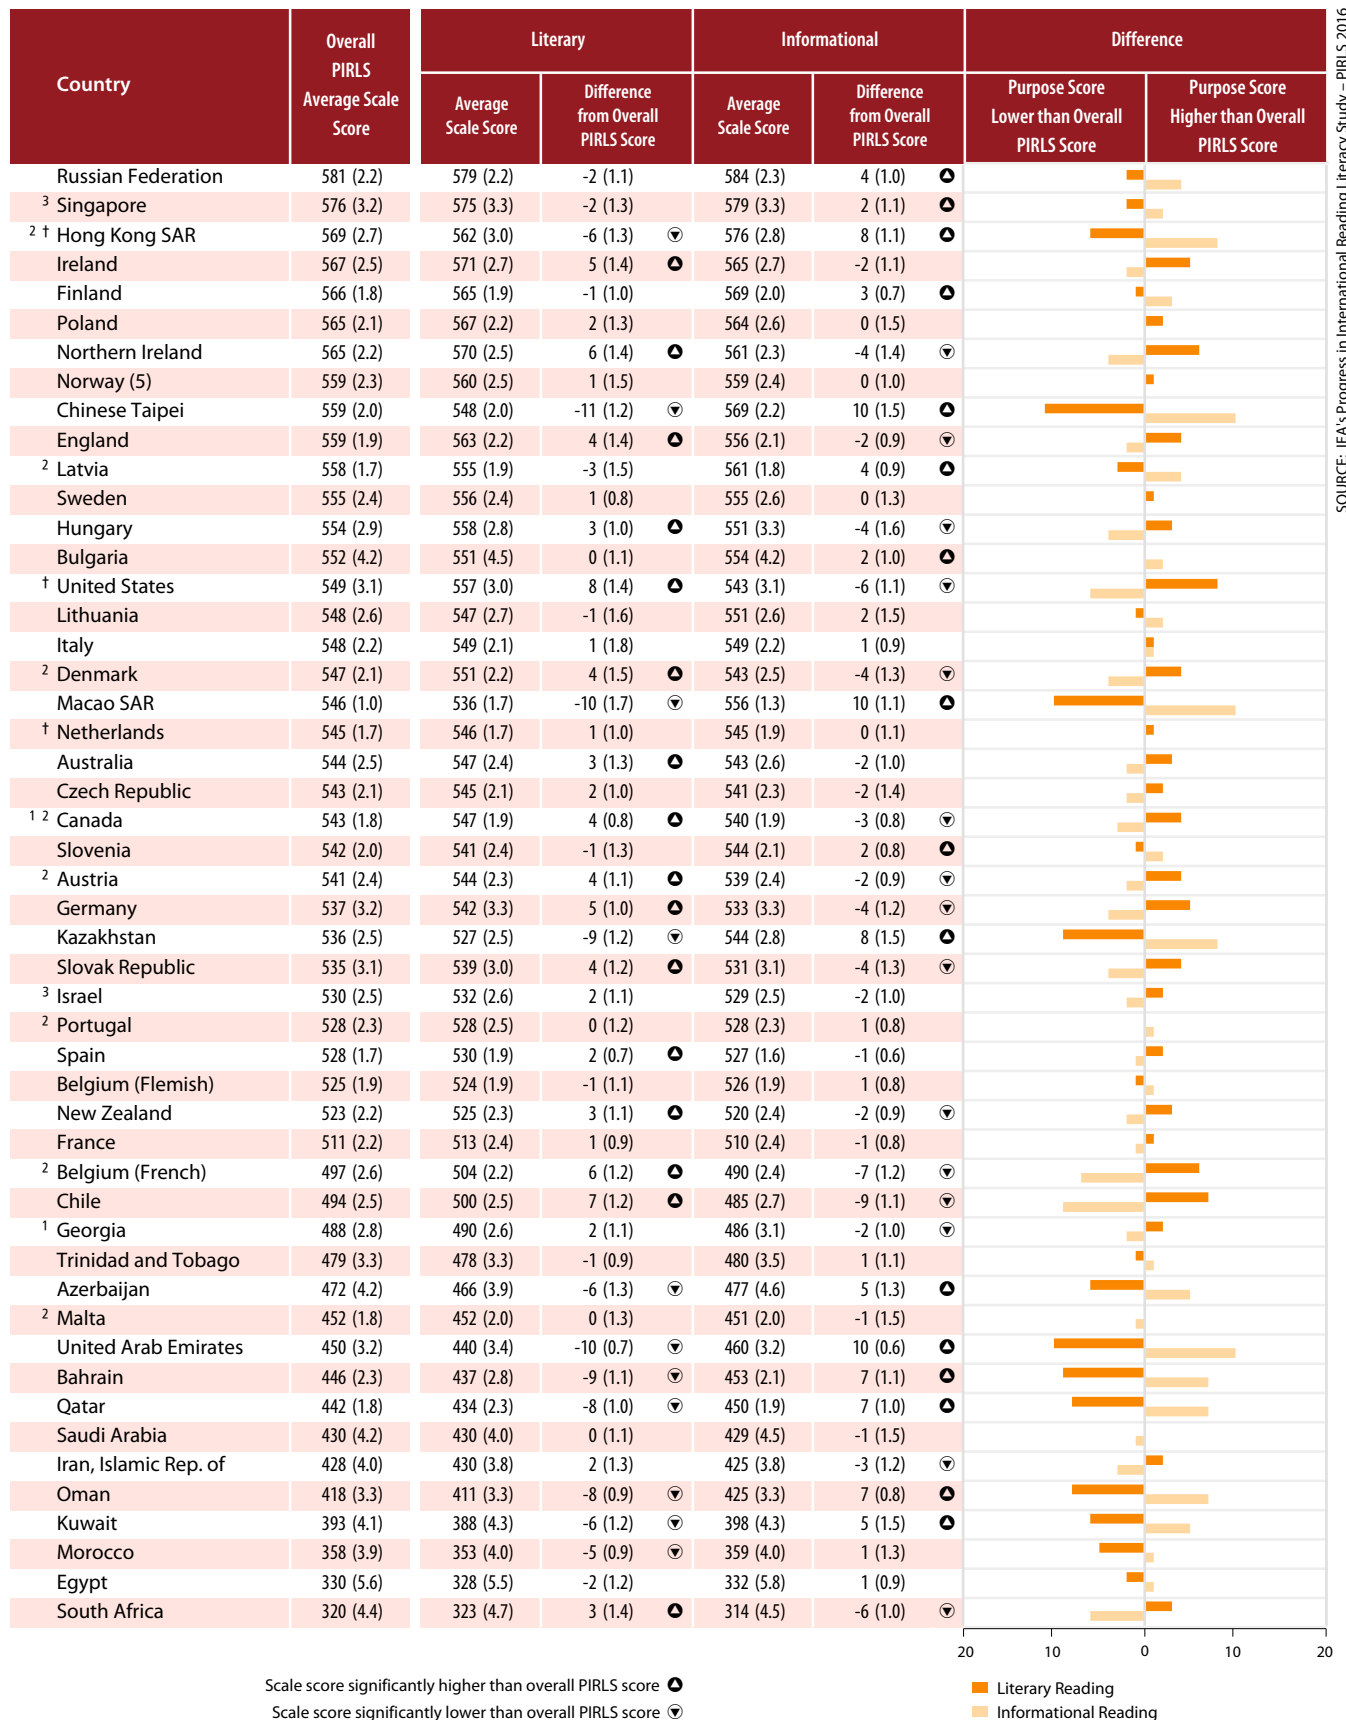 Country
Overall PIRLS Average Scale Score
Literary
Informational
Difference
Average Scale Score
Difference from Overall PIRLS Score
Average Scale Score
Difference from Overall PIRLS Score
Purpose Score Lower than Overall PIRLS Score
Purpose Score Higher than Overall PIRLS Score
Russian Federation 581 (2.2) 579 (2.2) -2 (1.1) 584 (2.3) 4 (1.0)
3 Singapore 576 (3.2) 575 (3.3) -2 (1.3) 579 (3.3) 2 (1.1)
2 † Hong Kong SAR 569 (2.7) 562 (3.0) -6 (1.3) 576 (2.8) 8 (1.1)
Ireland 567 (2.5) 571 (2.7) 5 (1.4) 565 (2.7) -2 (1.1)
Finland 566 (1.8) 565 (1.9) -1 (1.0) 569 (2.0) 3 (0.7)
Poland 565 (2.1) 567 (2.2) 2 (1.3) 564 (2.6) 0 (1.5)
Northern Ireland 565 (2.2) 570 (2.5) 6 (1.4) 561 (2.3) -4 (1.4)
Norway (5) 559 (2.3) 560 (2.5) 1 (1.5) 559 (2.4) 0 (1.0)
Chinese Taipei 559 (2.0) 548 (2.0) -11 (1.2) 569 (2.2) 10 (1.5)
England 559 (1.9) 563 (2.2) 4 (1.4) 556 (2.1) -2 (0.9)
2 Latvia 558 (1.7) 555 (1.9) -3 (1.5) 561 (1.8) 4 (0.9)
Sweden 555 (2.4) 556 (2.4) 1 (0.8) 555 (2.6) 0 (1.3)
Hungary 554 (2.9) 558 (2.8) 3 (1.0) 551 (3.3) -4 (1.6)
Bulgaria 552 (4.2) 551 (4.5) 0 (1.1) 554 (4.2) 2 (1.0)
† United States 549 (3.1) 557 (3.0) 8 (1.4) 543 (3.1) -6 (1.1)
Lithuania 548 (2.6) 547 (2.7) -1 (1.6) 551 (2.6) 2 (1.5)
Italy 548 (2.2) 549 (2.1) 1 (1.8) 549 (2.2) 1 (0.9)
2 Denmark 547 (2.1) 551 (2.2) 4 (1.5) 543 (2.5) -4 (1.3)
Macao SAR 546 (1.0) 536 (1.7) -10 (1.7) 556 (1.3) 10 (1.1)
† Netherlands 545 (1.7) 546 (1.7) 1 (1.0) 545 (1.9) 0 (1.1)
Australia 544 (2.5) 547 (2.4) 3 (1.3) 543 (2.6) -2 (1.0)
Czech Republic 543 (2.1) 545 (2.1) 2 (1.0) 541 (2.3) -2 (1.4)
1 2 Canada 543 (1.8) 547 (1.9) 4 (0.8) 540 (1.9) -3 (0.8)
Slovenia 542 (2.0) 541 (2.4) -1 (1.3) 544 (2.1) 2 (0.8)
2 Austria 541 (2.4) 544 (2.3) 4 (1.1) 539 (2.4) -2 (0.9)
Germany 537 (3.2) 542 (3.3) 5 (1.0) 533 (3.3) -4 (1.2)
Kazakhstan 536 (2.5) 527 (2.5) -9 (1.2) 544 (2.8) 8 (1.5)
Slovak Republic 535 (3.1) 539 (3.0) 4 (1.2) 531 (3.1) -4 (1.3)
3 Israel 530 (2.5) 532 (2.6) 2 (1.1) 529 (2.5) -2 (1.0)
2 Portugal 528 (2.3) 528 (2.5) 0 (1.2) 528 (2.3) 1 (0.8)
Spain 528 (1.7) 530 (1.9) 2 (0.7) 527 (1.6) -1 (0.6)
Belgium (Flemish) 525 (1.9) 524 (1.9) -1 (1.1) 526 (1.9) 1 (0.8)
New Zealand 523 (2.2) 525 (2.3) 3 (1.1) 520 (2.4) -2 (0.9)
France 511 (2.2) 513 (2.4) 1 (0.9) 510 (2.4) -1 (0.8)
2 Belgium (French) 497 (2.6) 504 (2.2) 6 (1.2) 490 (2.4) -7 (1.2)
Chile 494 (2.5) 500 (2.5) 7 (1.2) 485 (2.7) -9 (1.1)
1 Georgia 488 (2.8) 490 (2.6) 2 (1.1) 486 (3.1) -2 (1.0)
Trinidad and Tobago 479 (3.3) 478 (3.3) -1 (0.9) 480 (3.5) 1 (1.1)
Azerbaijan 472 (4.2) 466 (3.9) -6 (1.3) 477 (4.6) 5 (1.3)
2 Malta 452 (1.8) 452 (2.0) 0 (1.3) 451 (2.0) -1 (1.5)
United Arab Emirates 450 (3.2) 440 (3.4) -10 (0.7) 460 (3.2) 10 (0.6)
Bahrain 446 (2.3) 437 (2.8) -9 (1.1) 453 (2.1) 7 (1.1)
Qatar 442 (1.8) 434 (2.3) -8 (1.0) 450 (1.9) 7 (1.0)
Saudi Arabia 430 (4.2) 430 (4.0) 0 (1.1) 429 (4.5) -1 (1.5)
Iran, Islamic Rep. of 428 (4.0) 430 (3.8) 2 (1.3) 425 (3.8) -3 (1.2)
Oman 418 (3.3) 411 (3.3) -8 (0.9) 425 (3.3) 7 (0.8)
Kuwait 393 (4.1) 388 (4.3) -6 (1.2) 398 (4.3) 5 (1.5)
Morocco 358 (3.9) 353 (4.0) -5 (0.9) 359 (4.0) 1 (1.3)
Egypt 330 (5.6) 328 (5.5) -2 (1.2) 332 (5.8) 1 (0.9)
South Africa 320 (4.4) 323 (4.7) 3 (1.4) 314 (4.5) -6 (1.0)
20 10 0 10 20
Scale score significantly higher than overall PIRLS score
Scale score significantly lower than overall PIRLS score
Literary Reading
Informational Reading
SOURCE: IEA's Progress in International Reading Literacy Study – PIRLS 2016